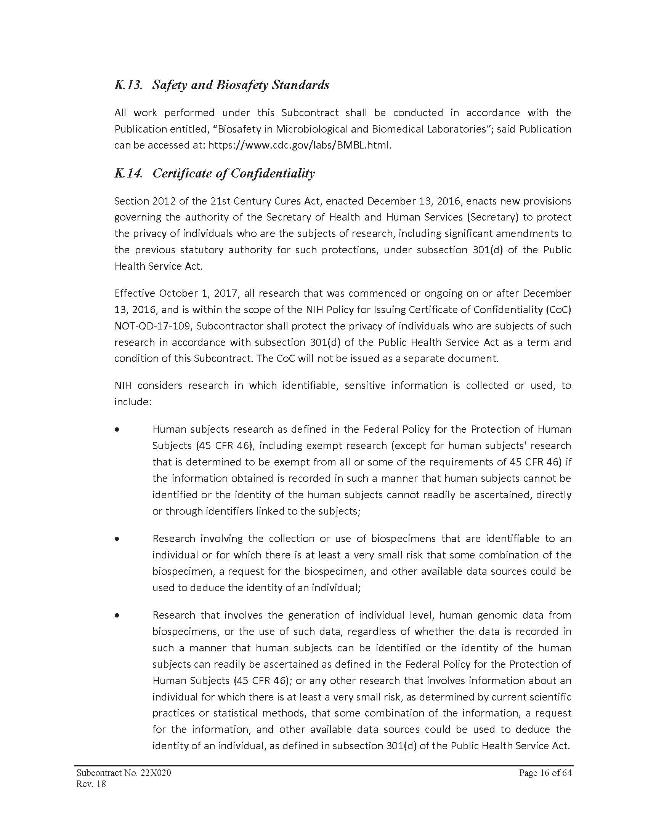 K.13. Safety and Biosafety Standards
All work performed under this Subcontract shall be conducted in accordance with the
Publication entitled, "Biosafety in Microbiological and Biomedical Laboratories"; said Publication
can be accessed at: https://www.cdc.gov/labs/BMBL.html.
K.14. Certificate of Confidentiality
Section 2012 of the 21st Century Cures Act, enacted December 13, 2016, enacts new provisions
governing the authority of the Secretary of Health and Human Services (Secretary) to protect
the privacy of individuals who are the subjects of research, including significant amendments to
the previous statutory authority for such protections, under subsection 301(d) of the Public
Health Service Act.
Effective October 1, 2017, all research that was commenced or ongoing on or after December
13, 2016, and is within the scope of the NIH Policy for Issuing Certificate of Confidentiality (CoC)
NOT-OD-17-109, Subcontractor shall protect the privacy of individuals who are subjects of such
research in accordance with subsection 301(d) of the Public Health Service Act as a term and
condition of this Subcontract. The CoC will not be issued as a separate document.
NIH considers research in which identifiable, sensitive information is collected or used, to
include:
• Human subjects research as defined in the Federal Policy for the Protection of Human
Subjects (45 CFR 46), including exempt research (except for human subjects' research
that is determined to be exempt from all or some of the requirements of 45 CFR 46) if
the information obtained is recorded in such a manner that human subjects cannot be
identified or the identity of the human subjects cannot readily be ascertained, directly
or through identifiers linked to the subjects;
• Research involving the collection or use of biospecimens that are identifiable to an
individual or for which there is at least a very small risk that some combination of the
biospecimen, a request for the biospecimen, and other available data sources could be
used to deduce the identity of an individual;
• Research that involves the generation of individual level, human genomic data from
biospecimens, or the use of such data, regardless of whether the data is recorded in
such a manner that human subjects can be identified or the identity of the human
subjects can readily be ascertained as defined in the Federal Policy for the Protection of
Human Subjects (45 CFR 46); or any other research that involves information about an
individual for which there is at least a very small risk, as determined by current scientific
practices or statistical methods, that some combination of the information, a request
for the information, and other available data sources could be used to deduce the
identity of an individual, as defined in subsection 301(d) of the Public Health Service Act.
Subcontract No. 22X020 Page 16 of 64
Rev. 18